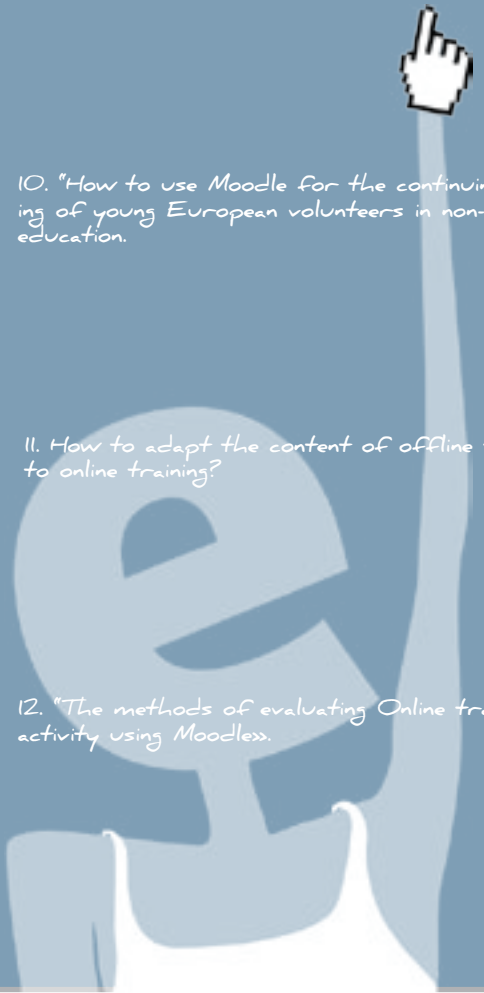 10. "How to use Moodle for the continuin
ing of young European volunteers in non-
education.
11. How to adapt the content of offline
to online training?
12. "The methods of evaluating Online tra
activity using Moodle».